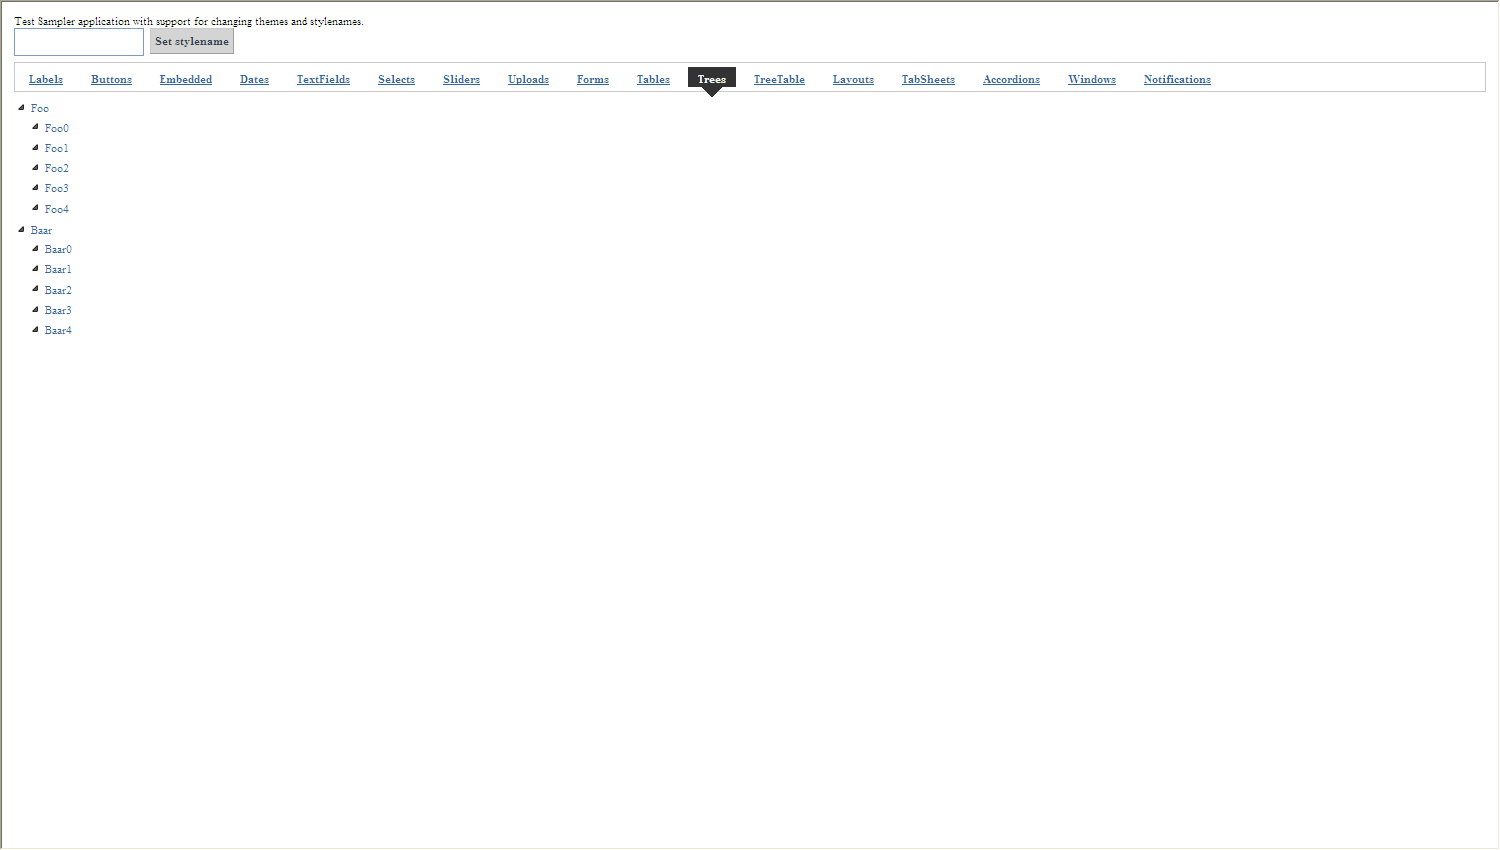 Test Sampler application with support for changing themes and stylenames.
Set stylename
Labels Buttons Embedded Dates TextFields Selects Sliders Uploads Forms Tables Trees TreeTable Layouts TabSheets Accordions Windows Notifications
Foo
Foo0
Foo1
Foo2
Foo3
Foo4
Baar
Baar0
Baar1
Baar2
Baar3
Baar4